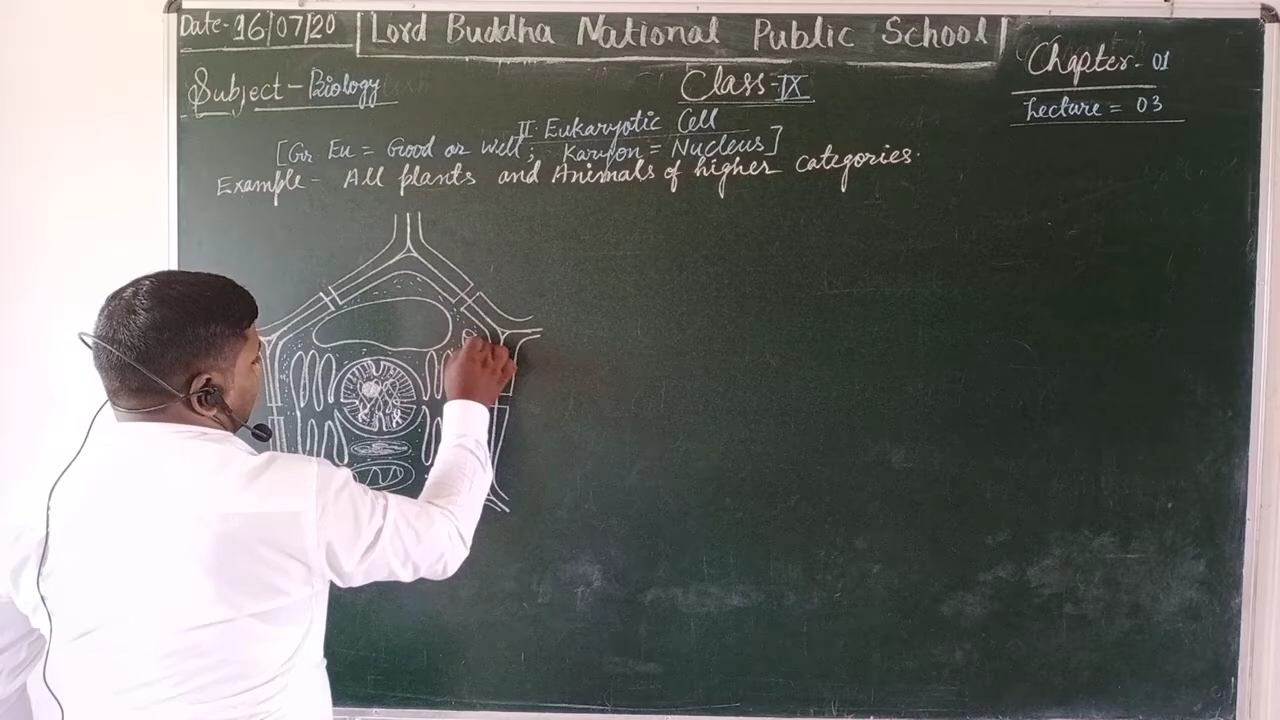 Date- 16/07/20
Lord Buddha National Public School
Chapter- 01
Subject - Biology
Class-IX
Lecture = 03
II. Eukaryotic Cell
[Gr. Eu = Good or well; Karyon = Nucleus]
Example - All plants and Animals of higher categories.